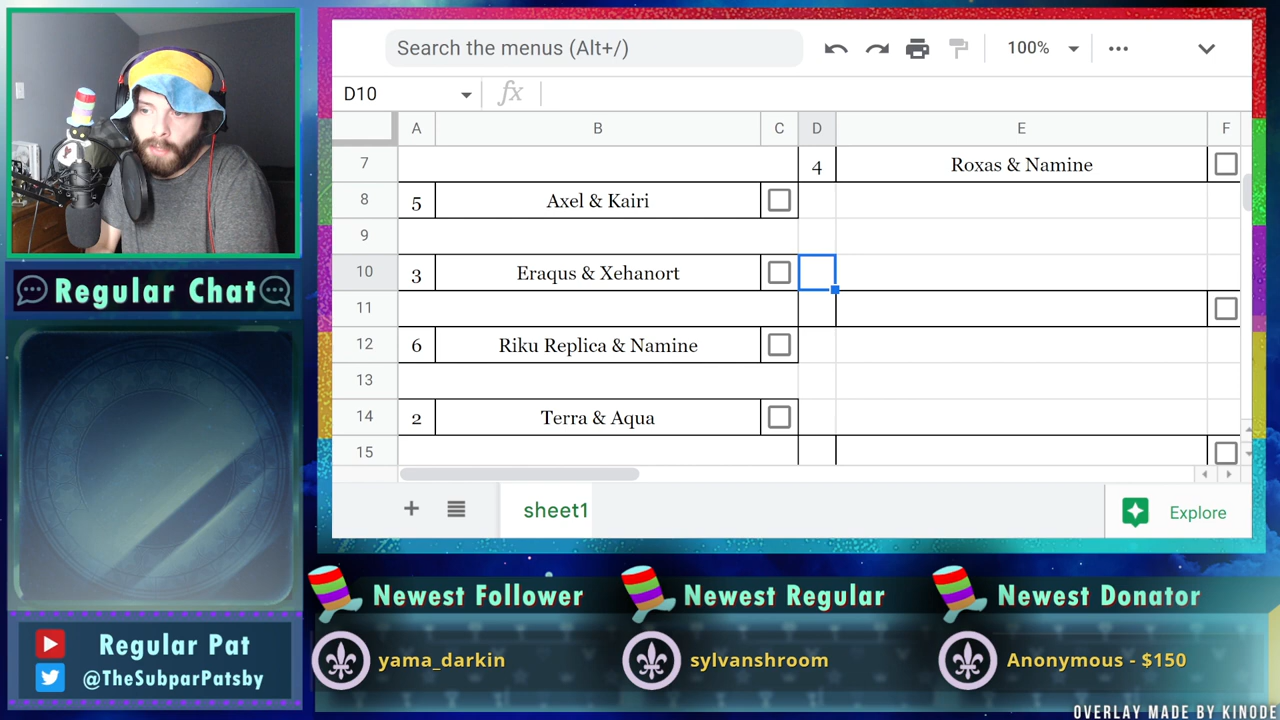 Search the menus (Alt+/)
100%
D10
fx
A B C D E F
7 4 Roxas & Namine
8 5 Axel & Kairi
9
10 3 Eraqus & Xehanort
11
12 6 Riku Replica & Namine
13
14 2 Terra & Aqua
15
sheet1
Explore
Regular Chat
Regular Pat
@TheSubparPatsby
Newest Follower
yama_darkin
Newest Regular
sylvanshroom
Newest Donator
Anonymous - $150
OVERLAY MADE BY KINODE